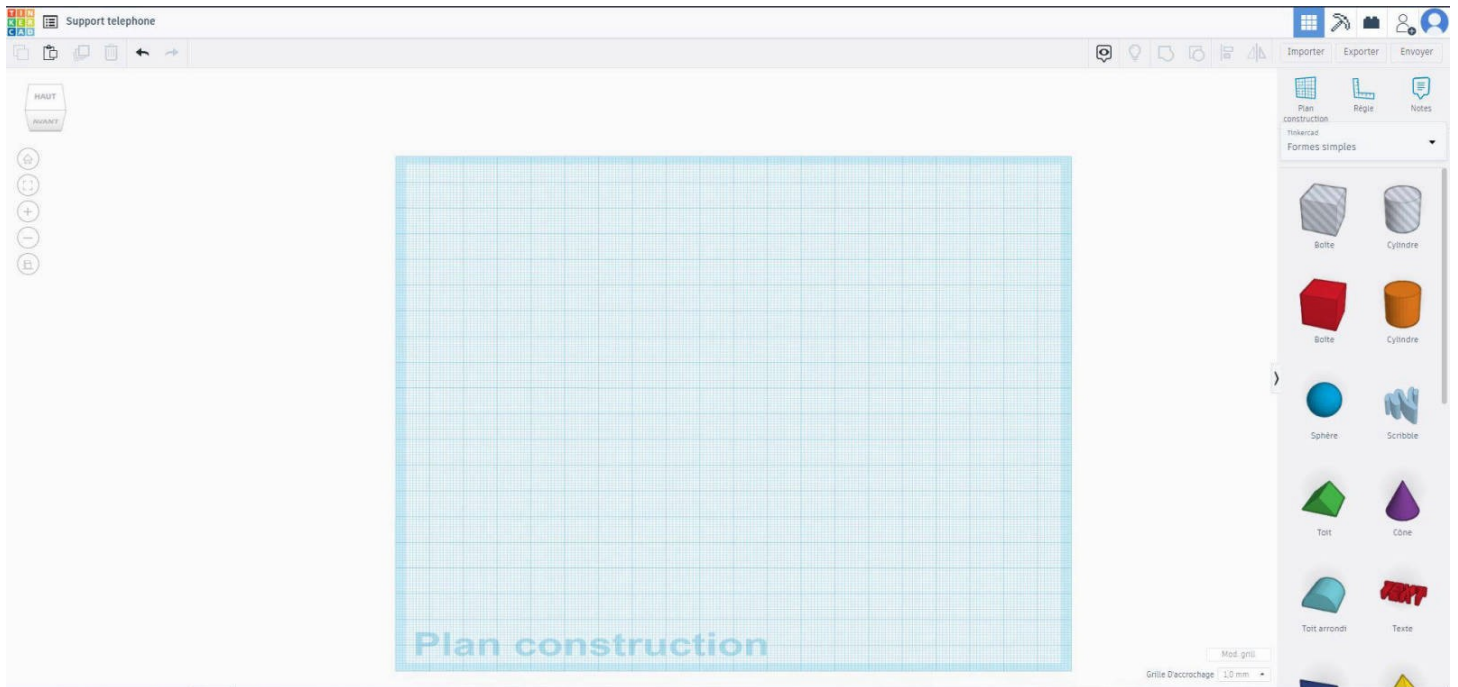 TIN
KER
CAD
Support telephone
Importer Exporter Envoyer
HAUT
AVANT
Plan construction
Règle
Notes
Tinkercad
Formes simples
Boîte Cylindre
Boîte Cylindre
Sphère Scribble
Toit Cône
TEXT
Toit arrondi Texte
Plan construction
Mod. grill
Grille D'accrochage 1,0 mm